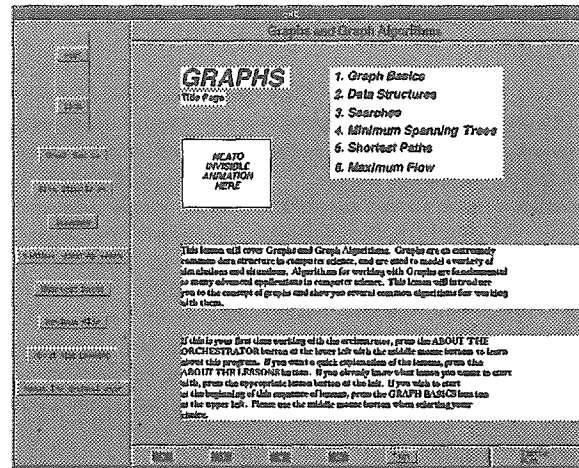 Graphs and Graph Algorithms
GRAPHS
Title Page
1. Graph Basics
2. Data Structures
3. Searches
4. Minimum Spanning Trees
5. Shortest Paths
6. Maximum Flow
NEATO
INVISIBLE
ANIMATION
HERE
This lesson will cover Graphs and Graph Algorithms. Graphs are an extremely
common data structure in computer science, and are used to model a variety of
simulations and situations. Algorithms for working with Graphs are fundamental
to many advanced applications in computer science. This lesson will introduce
you to the concept of graphs and show you several common algorithms for working
with them.
If this is your first time working with the orchestrator, press the ABOUT THE
ORCHESTRATOR button at the lower left with the middle mouse button to learn
about this program. If you want a quick explanation of the lessons, press the
ABOUT THE LESSONS button. If you already know what lesson you want to start
with, press the appropriate lesson button at the left. If you wish to start
at the beginning of this sequence of lessons, press the GRAPH BASICS button
at the upper left. Please use the middle mouse button when selecting your
choice.